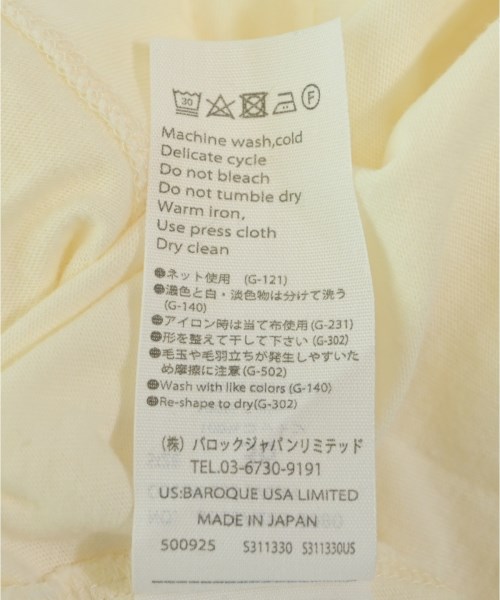 30 F
Machine wash,cold
Delicate cycle
Do not bleach
Do not tumble dry
Warm iron,
Use press cloth
Dry clean
●ネット使用 (G-121)
●濃色と白・淡色物は分けて洗う
(G-140)
●アイロン時は当て布使用(G-231)
●形を整えて干して下さい(G-302)
●毛玉や毛羽立ちが発生しやすいた
め摩擦に注意(G-502)
●Wash with like colors (G-140)
●Re-shape to dry(G-302)
(株) バロックジャパンリミテッド
TEL.03-6730-9191
US:BAROQUE USA LIMITED
MADE IN JAPAN
500925 S311330 S311330US